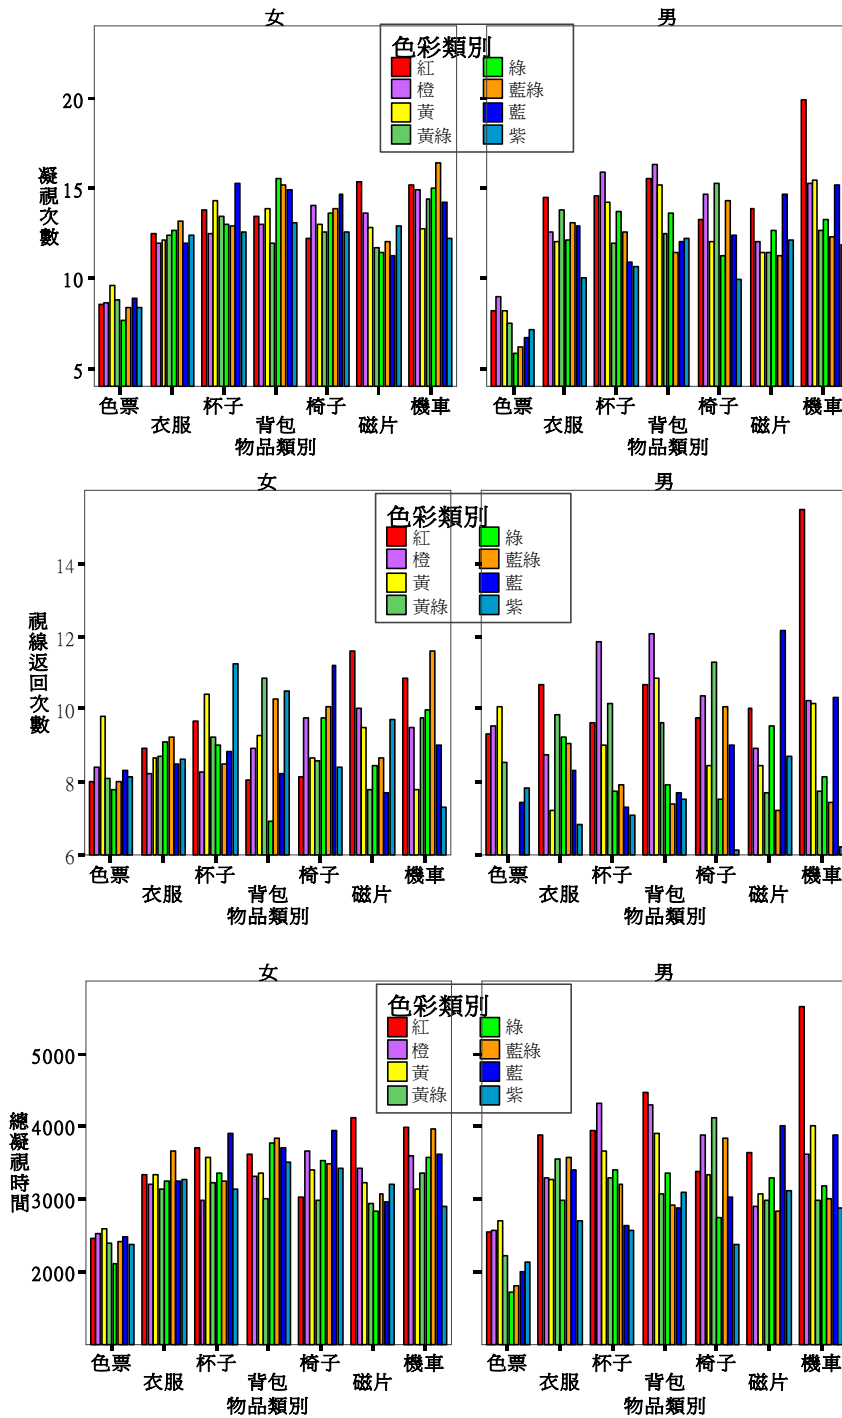 女
男
色彩類別
紅
綠
橙
藍綠
黃
藍
黃綠
紫
凝視次數
20
15
10
5
色票
衣服
杯子
背包
椅子
磁片
機車
物品類別
色票
衣服
杯子
背包
椅子
磁片
機車
物品類別
女
男
色彩類別
紅
綠
橙
藍綠
黃
藍
黃綠
紫
視線返回次數
14
12
10
8
6
色票
衣服
杯子
背包
椅子
磁片
機車
物品類別
色票
衣服
杯子
背包
椅子
磁片
機車
物品類別
女
男
色彩類別
紅
綠
橙
藍綠
黃
藍
黃綠
紫
總凝視時間
5000
4000
3000
2000
色票
衣服
杯子
背包
椅子
磁片
機車
物品類別
色票
衣服
杯子
背包
椅子
磁片
機車
物品類別